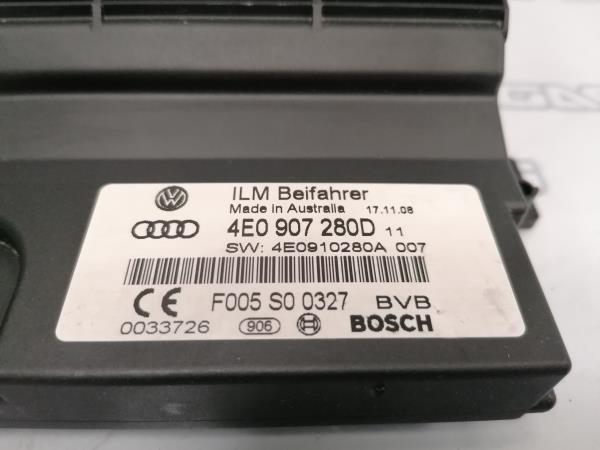 ILM Beifahrer
Made in Australia 17.11.08
4E0 907 280D 11
SW: 4E0910280A 007
CE F005 S0 0327 BVB
0033726 906 BOSCH